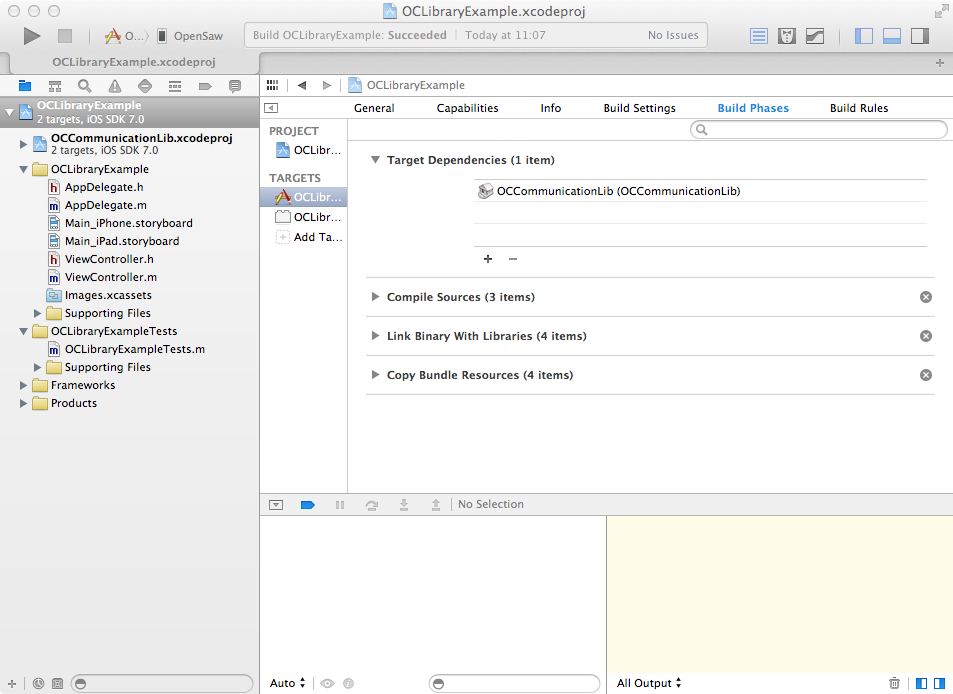 OCLibraryExample.xcodeproj
O...⟩ OpenSaw
Build OCLibraryExample: Succeeded | Today at 11:07 No Issues
OCLibraryExample.xcodeproj
OCLibraryExample
2 targets, iOS SDK 7.0
OCCommunicationLib.xcodeproj
2 targets, iOS SDK 7.0
OCLibraryExample
AppDelegate.h
AppDelegate.m
Main_iPhone.storyboard
Main_iPad.storyboard
ViewController.h
ViewController.m
Images.xcassets
Supporting Files
OCLibraryExampleTests
OCLibraryExampleTests.m
Supporting Files
Frameworks
Products
OCLibraryExample
General Capabilities Info Build Settings Build Phases Build Rules
PROJECT
OCLibr...
TARGETS
OCLibr...
OCLibr...
Add Ta...
Target Dependencies (1 item)
OCCommunicationLib (OCCommunicationLib)
Compile Sources (3 items)
Link Binary With Libraries (4 items)
Copy Bundle Resources (4 items)
No Selection
Auto
All Output